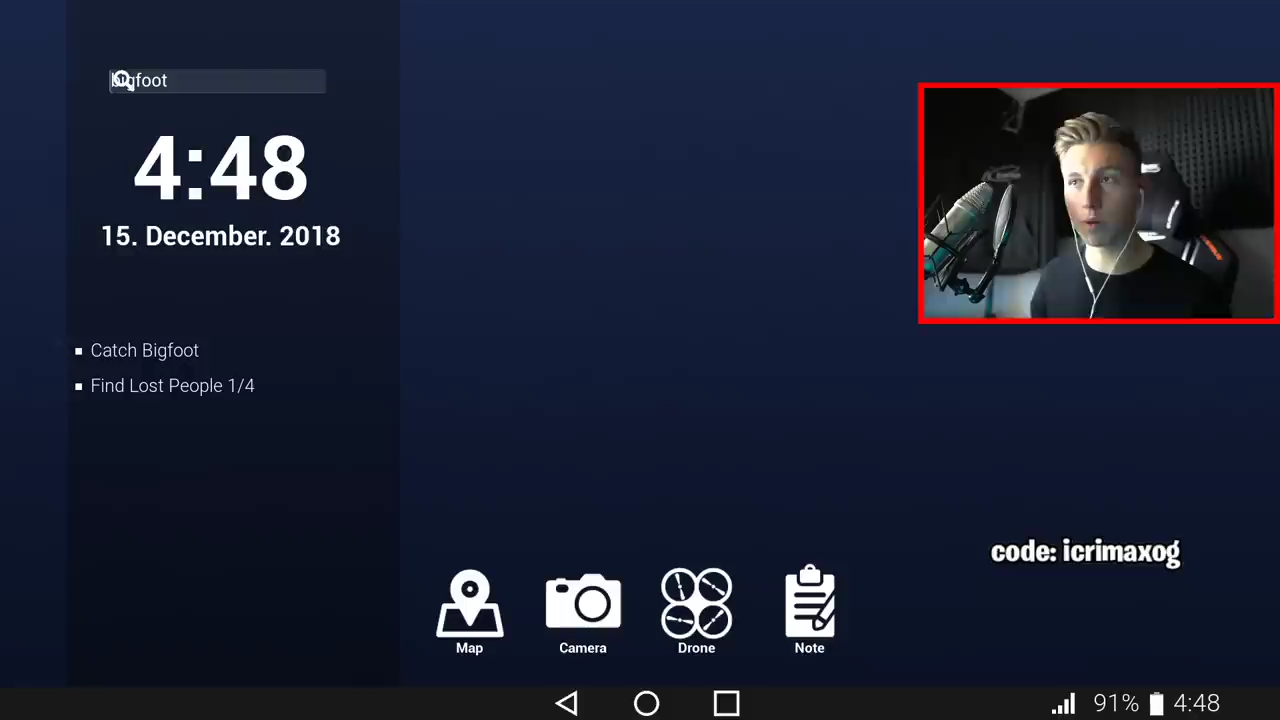 bigfoot
4:48
15. December. 2018
Catch Bigfoot
Find Lost People 1/4
code: icrimaxog
Map
Camera
Drone
Note
91%
4:48